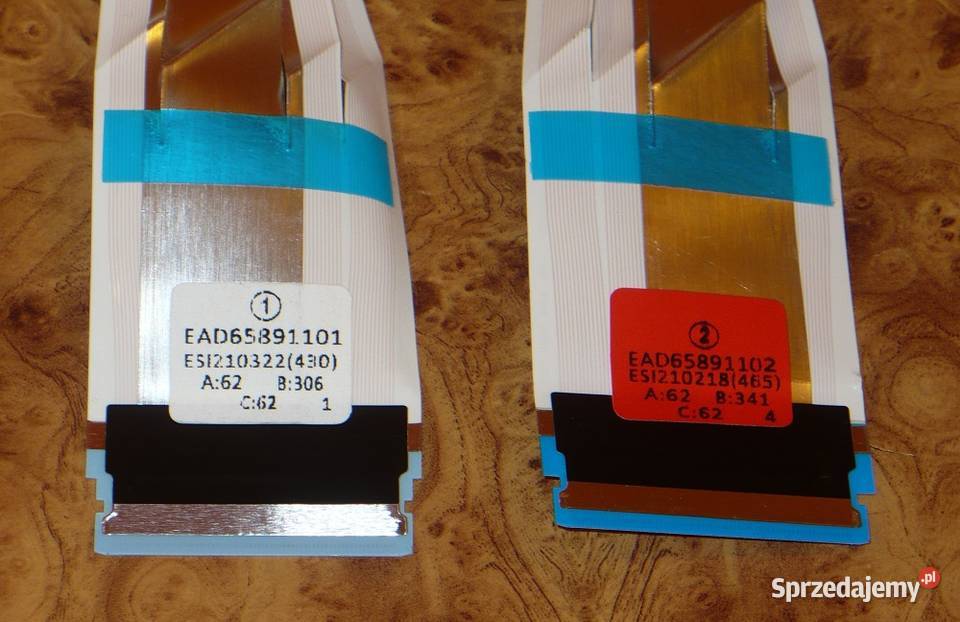 ①
EAD65891101
ESI210322(430)
A:62 B:306
C:62 1
②
EAD65891102
ESI210218(465)
A:62 B:341
C:62 4
Sprzedajemy.pl